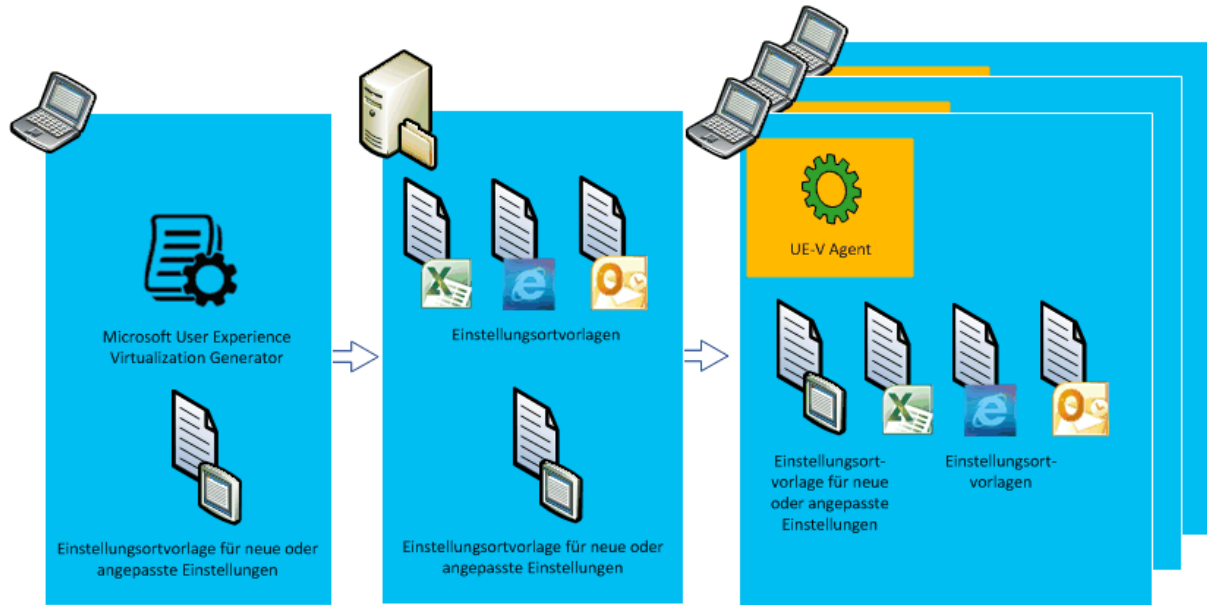 Microsoft User Experience
Virtualization Generator
Einstellungsortvorlage für neue oder
angepasste Einstellungen
Einstellungsortvorlagen
Einstellungsortvorlage für neue oder
angepasste Einstellungen
UE-V Agent
Einstellungsort-
vorlage für neue
oder angepasste
Einstellungen
Einstellungsort-
vorlagen